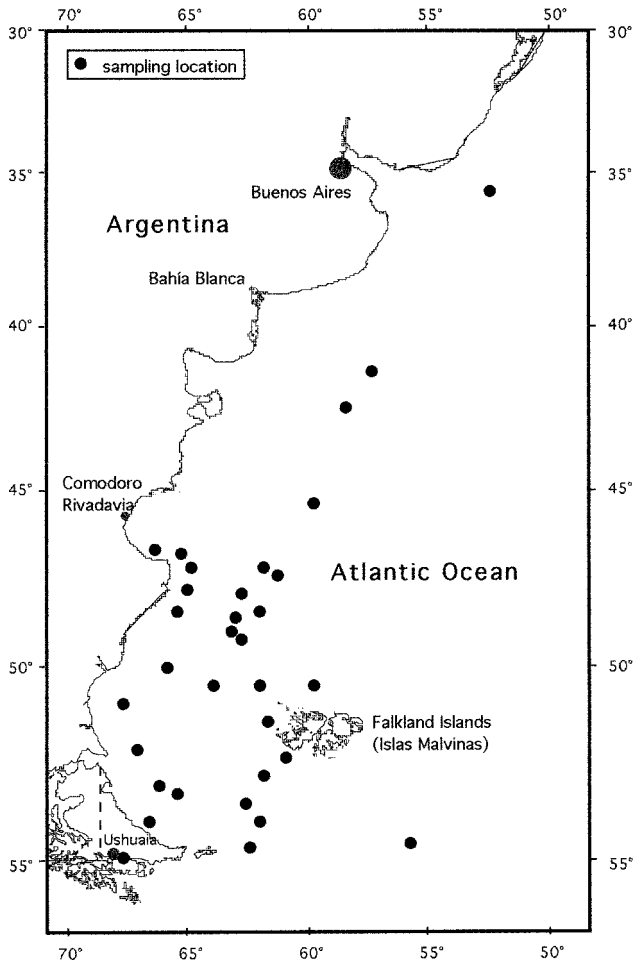 70° 65° 60° 55° 50°
30° 30°
sampling location
35° 35°
Buenos Aires
Argentina
Bahía Blanca
40° 40°
Comodoro
Rivadavia
45° 45°
Atlantic Ocean
50° 50°
Falkland Islands
(Islas Malvinas)
Ushuaia
55° 55°
70° 65° 60° 55° 50°